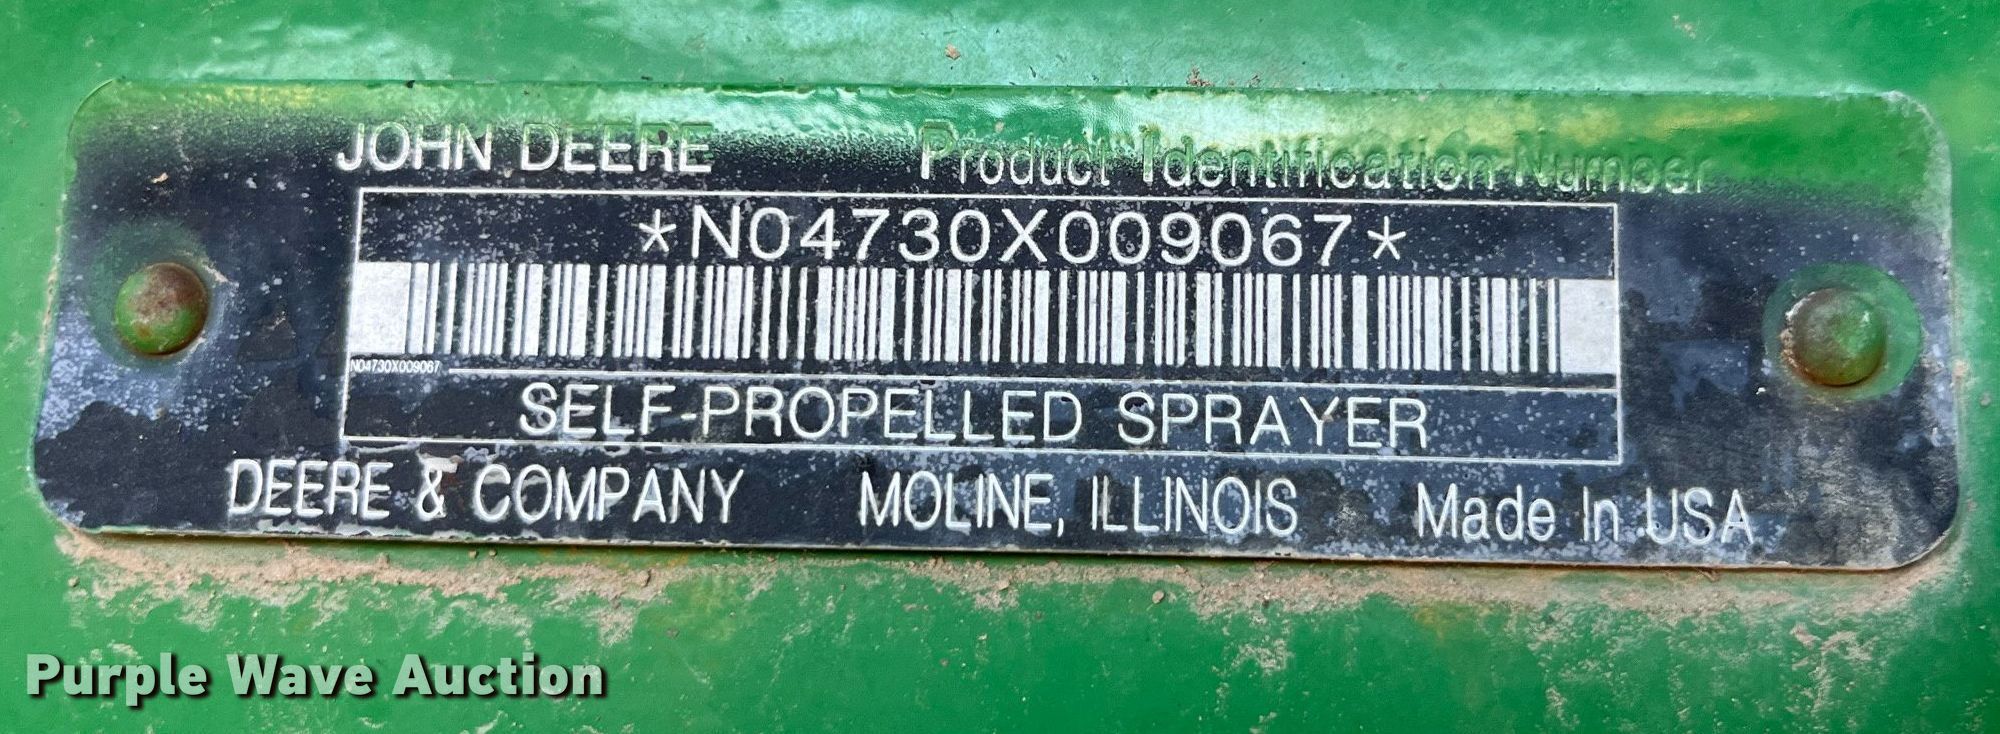 JOHN DEERE Product Identification Number
*N04730X009067*
N04730X009067
SELF-PROPELLED SPRAYER
DEERE & COMPANY MOLINE, ILLINOIS Made In USA
Purple Wave Auction